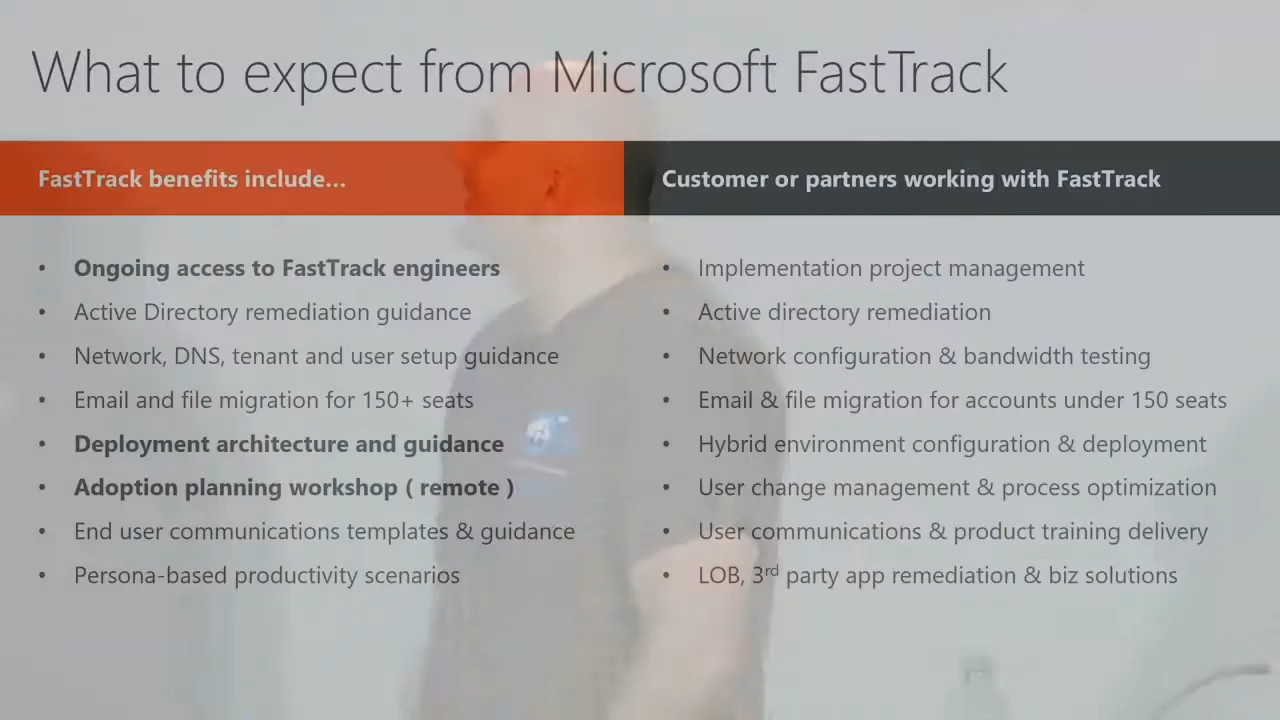 What to expect from Microsoft FastTrack
FastTrack benefits include...
• Ongoing access to FastTrack engineers
• Active Directory remediation guidance
• Network, DNS, tenant and user setup guidance
• Email and file migration for 150+ seats
• Deployment architecture and guidance
• Adoption planning workshop ( remote )
• End user communications templates & guidance
• Persona-based productivity scenarios
Customer or partners working with FastTrack
• Implementation project management
• Active directory remediation
• Network configuration & bandwidth testing
• Email & file migration for accounts under 150 seats
• Hybrid environment configuration & deployment
• User change management & process optimization
• User communications & product training delivery
• LOB, 3rd party app remediation & biz solutions